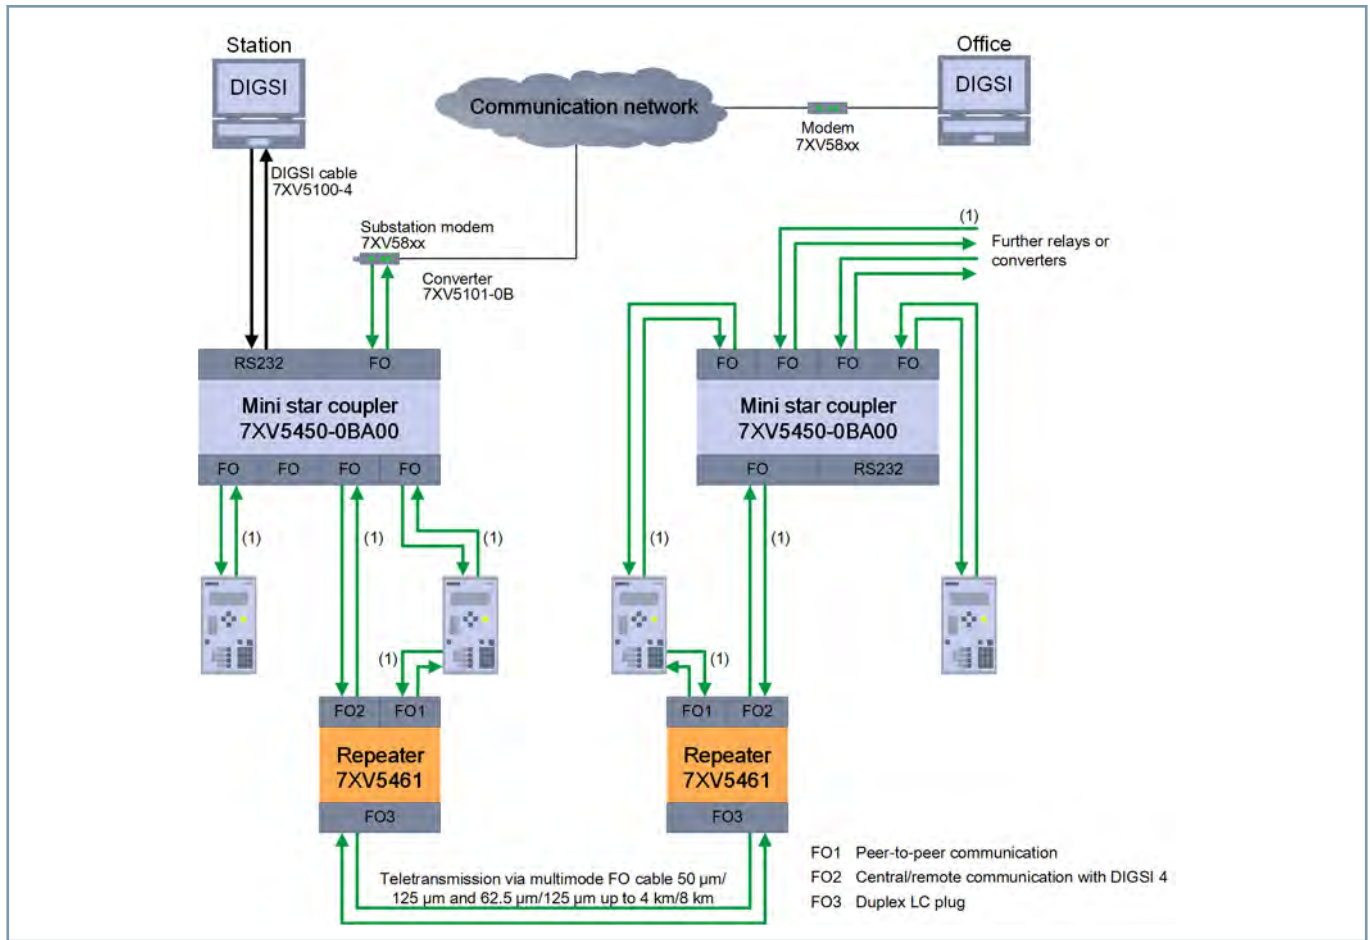 Station
DIGSI
DIGSI cable
7XV5100-4
Communication network
Modem
7XV58xx
Office
DIGSI
Substation modem
7XV58xx
Converter
7XV5101-0B
(1)
Further relays or
converters
RS232 FO
Mini star coupler
7XV5450-0BA00
FO FO FO FO
FO FO FO FO
Mini star coupler
7XV5450-0BA00
FO RS232
(1) (1) (1) (1) (1)
(1) (1)
FO2 FO1
Repeater
7XV5461
FO3
FO1 FO2
Repeater
7XV5461
FO3
Teletransmission via multimode FO cable 50 µm/
125 µm and 62.5 µm/125 µm up to 4 km/8 km
FO1 Peer-to-peer communication
FO2 Central/remote communication with DIGSI 4
FO3 Duplex LC plug